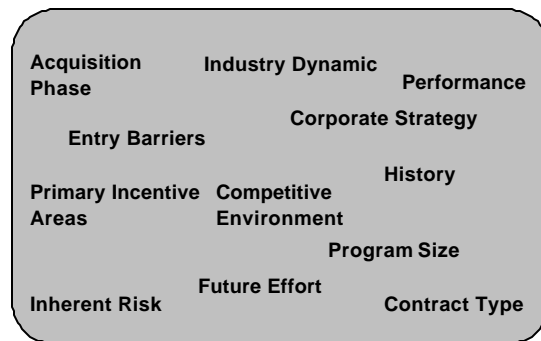 Acquisition
Phase
Industry Dynamic
Performance
Corporate Strategy
Entry Barriers
History
Primary Incentive
Areas
Competitive
Environment
Program Size
Future Effort
Inherent Risk
Contract Type